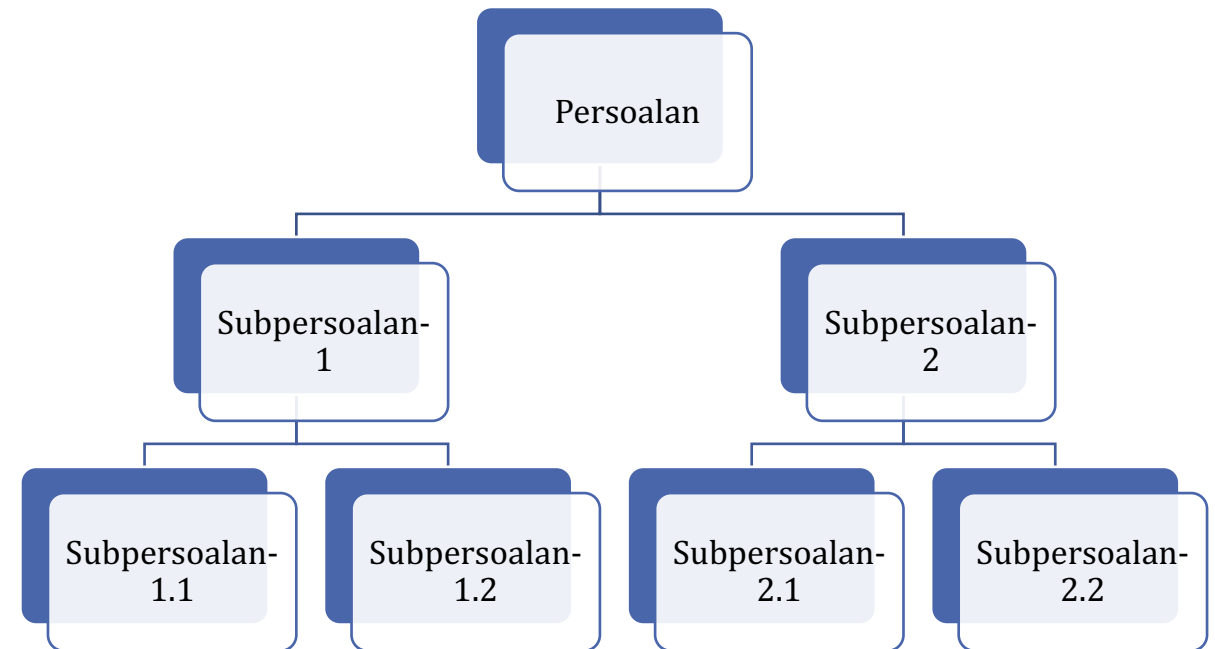 Persoalan
Subpersoalan-
1
Subpersoalan-
2
Subpersoalan-
1.1
Subpersoalan-
1.2
Subpersoalan-
2.1
Subpersoalan-
2.2